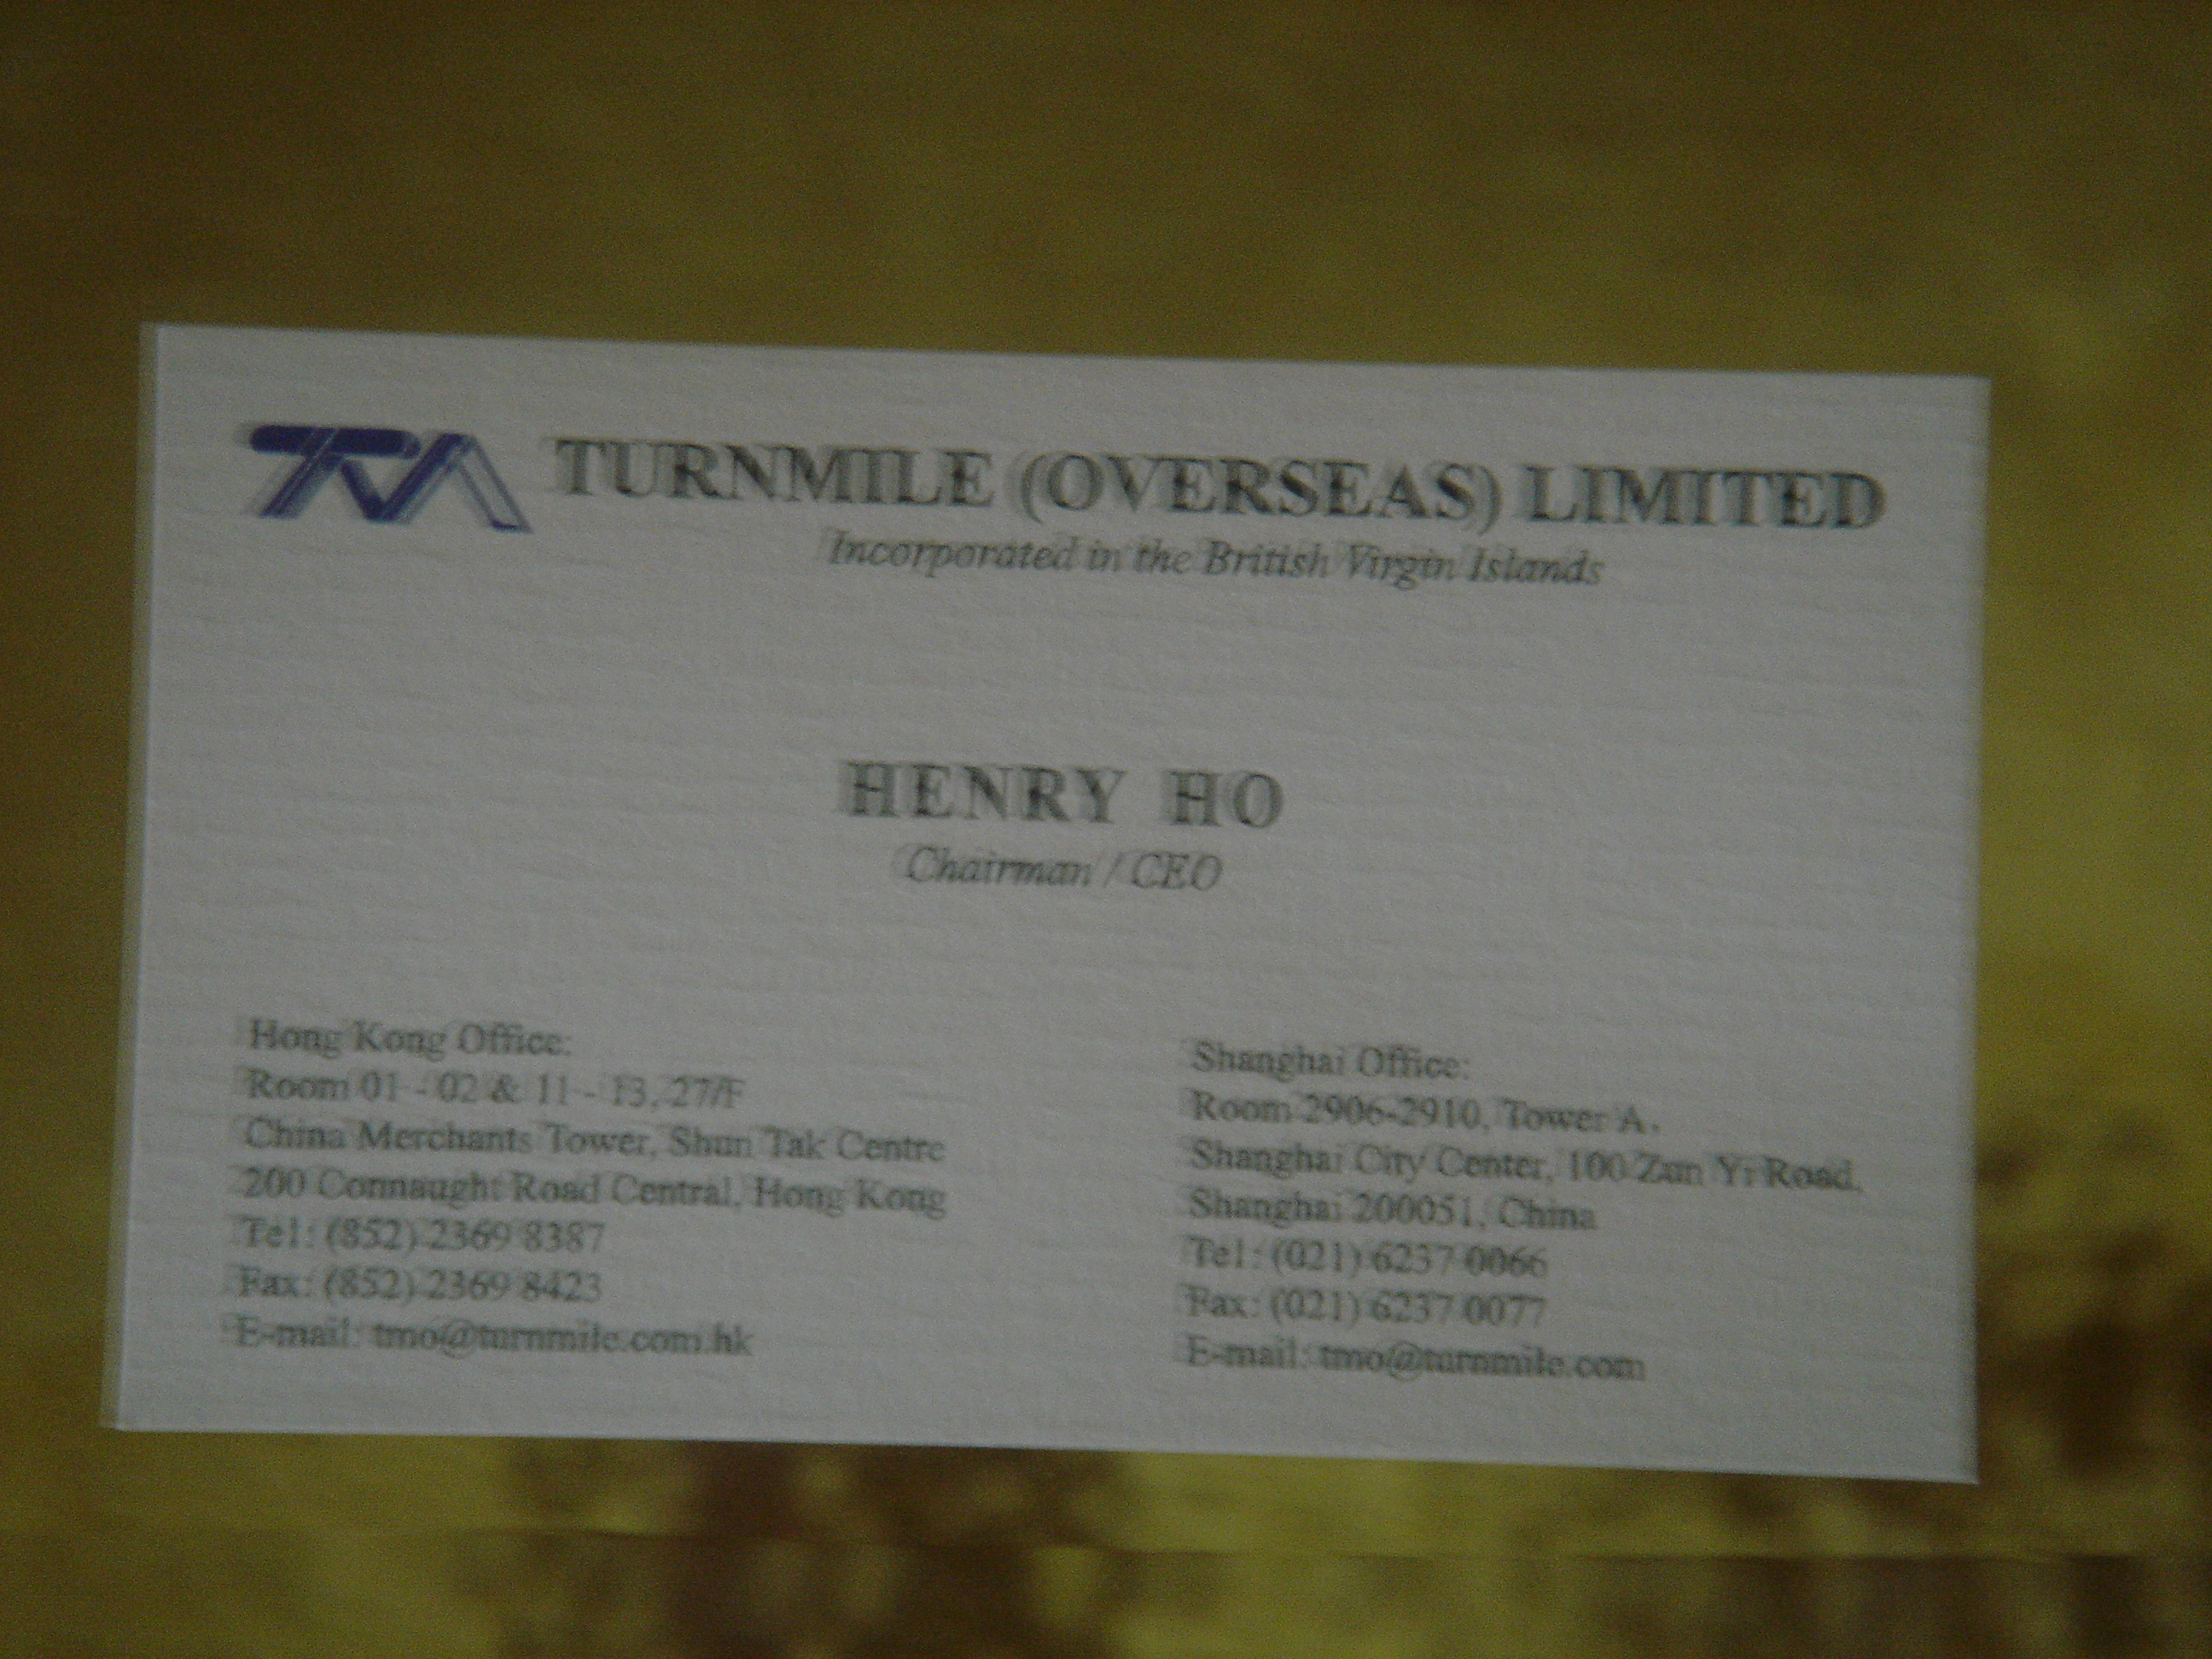 TURNMILE (OVERSEAS) LIMITED
Incorporated in the British Virgin Islands
HENRY HO
Chairman / CEO
Hong Kong Office:
Room 01 - 02 & 11 - 13, 27/F
China Merchants Tower, Shun Tak Centre
200 Connaught Road Central, Hong Kong
Tel: (852) 2369 8387
Fax: (852) 2369 8423
E-mail: tmo@turnmile.com.hk
Shanghai Office:
Room 2906-2910, Tower A,
Shanghai City Center, 100 Zun Yi Road,
Shanghai 200051, China
Tel: (021) 6237 0066
Fax: (021) 6237 0077
E-mail: tmo@turnmile.com